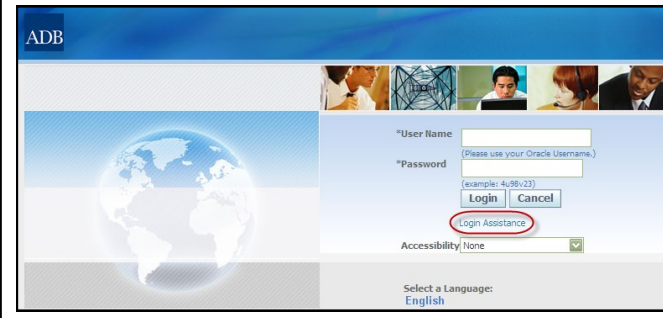 ADB
*User Name
(Please use your Oracle Username.)
*Password
(example: 4u98v23)
Login Cancel
Login Assistance
Accessibility None
Select a Language:
English